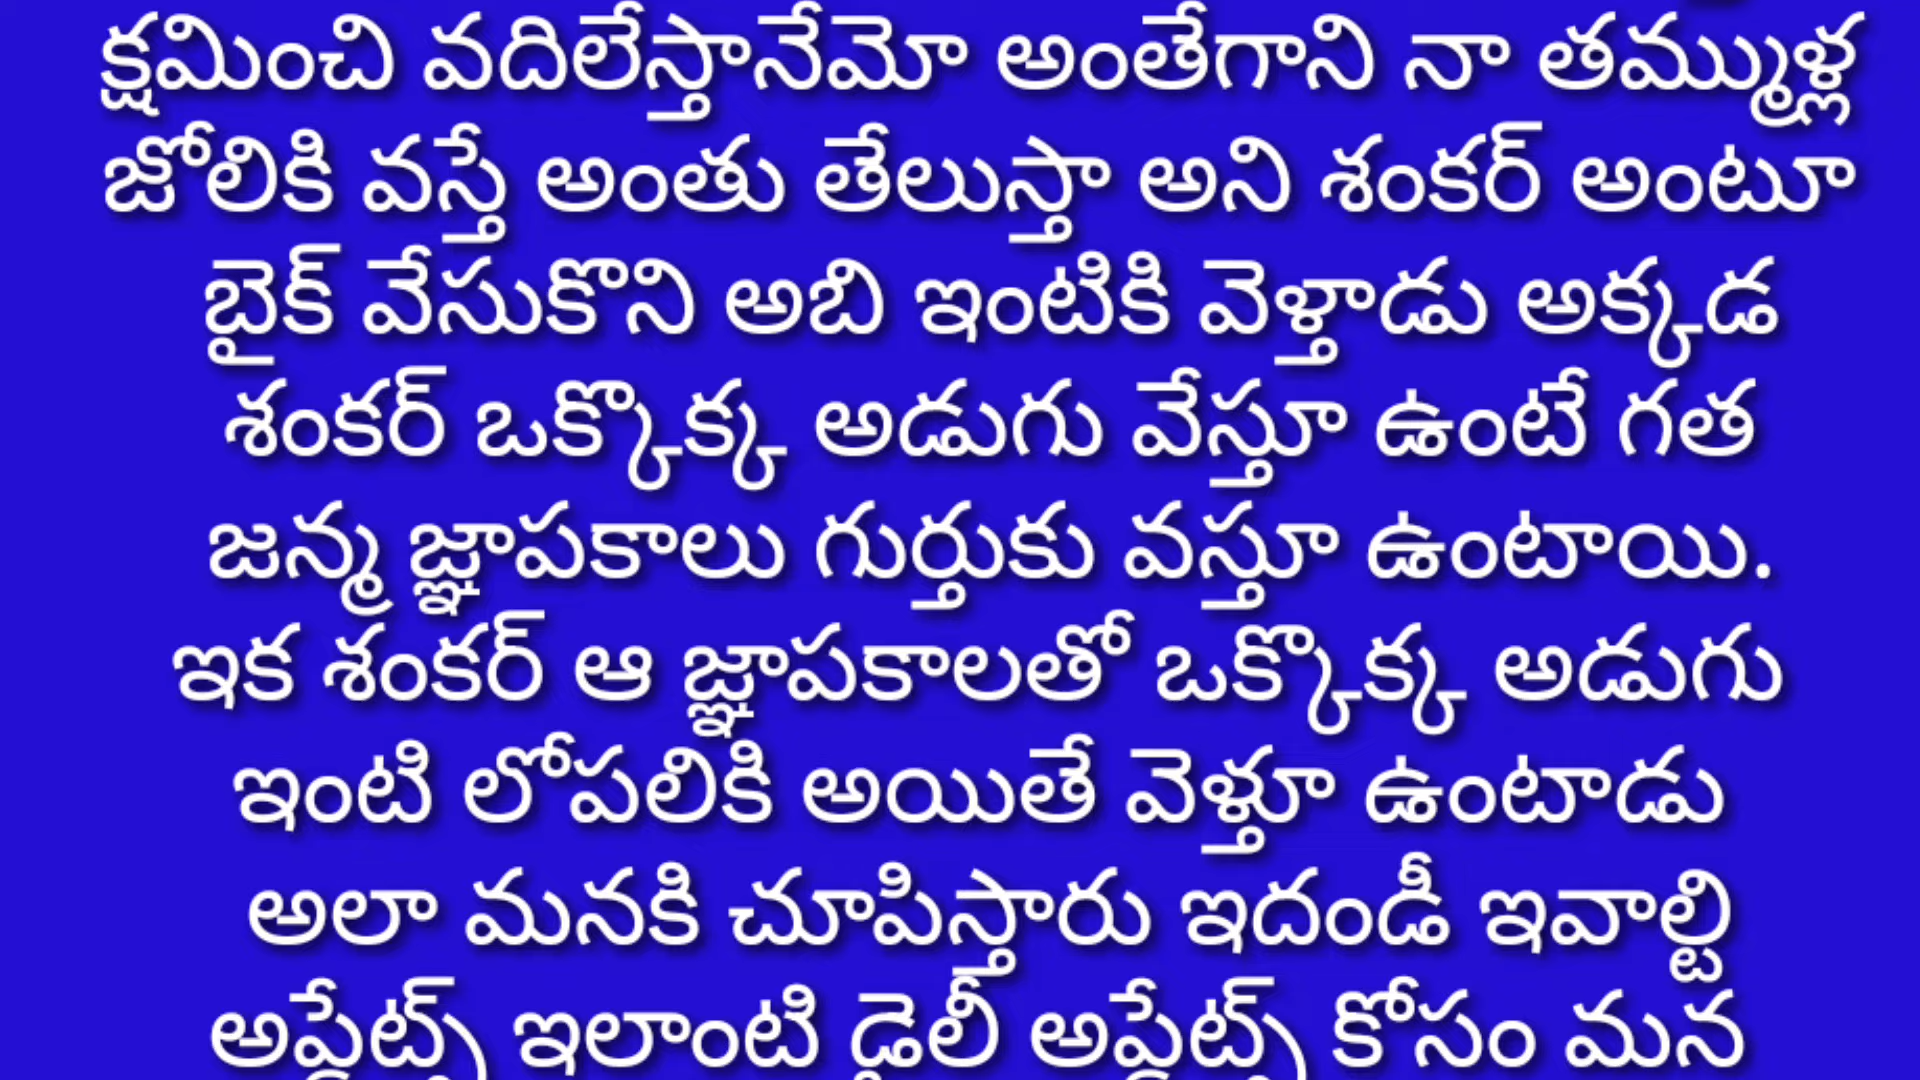 క్షమించి వదిలేస్తానేమో అంతేగాని నా తమ్ముళ్ల
జోలికి వస్తే అంతు తేలుస్తా అని శంకర్ అంటూ
బైక్ వేసుకొని అబి ఇంటికి వెళ్తాడు అక్కడ
శంకర్ ఒక్కొక్క అడుగు వేస్తూ ఉంటే గత
జన్మ జ్ఞాపకాలు గుర్తుకు వస్తూ ఉంటాయి.
ఇక శంకర్ ఆ జ్ఞాపకాలతో ఒక్కొక్క అడుగు
ఇంటి లోపలికి అయితే వెళ్తూ ఉంటాడు
అలా మనకి చూపిస్తారు ఇదండీ ఇవాల్టి
అప్డేట్స్ ఇలాంటి డైలీ అప్డేట్స్ కోసం మన